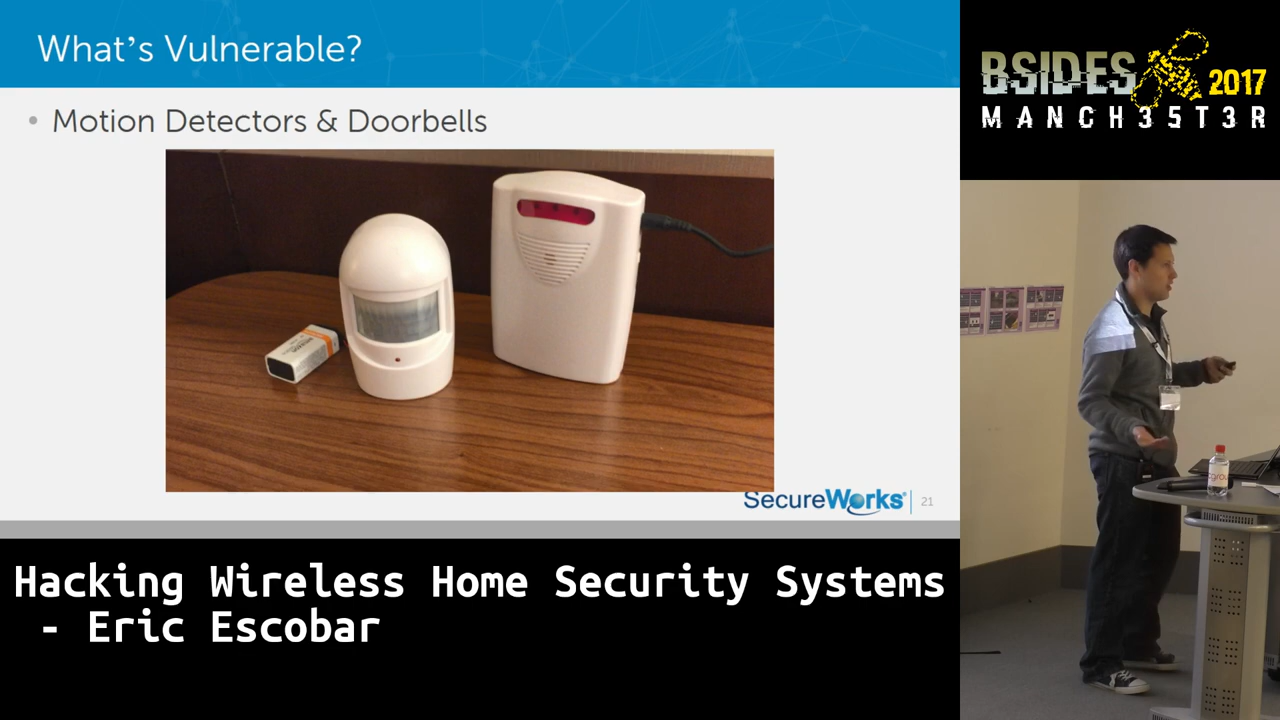 What's Vulnerable?
• Motion Detectors & Doorbells
SecureWorks
21
BSIDES 2017
MANCH35T3R
Hacking Wireless Home Security Systems
- Eric Escobar